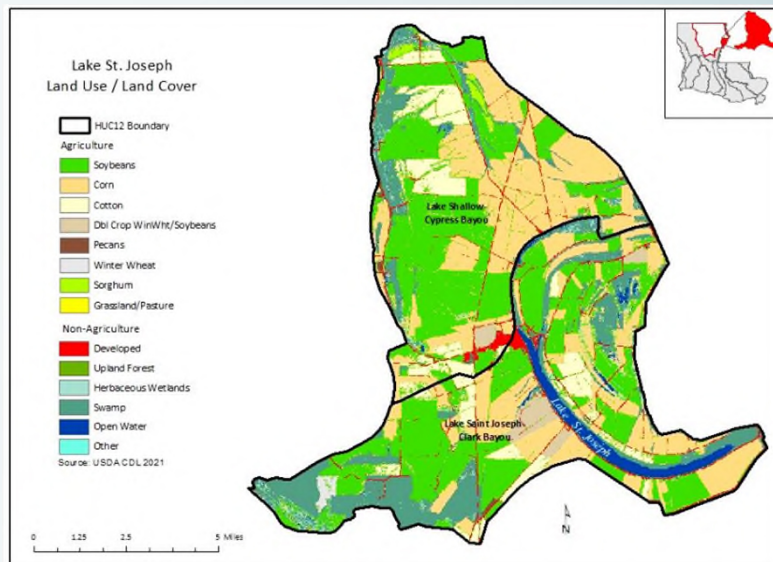 Lake St. Joseph
Land Use / Land Cover
HUC12 Boundary
Agriculture
Soybeans
Corn
Cotton
Dbl Crop WinWht/Soybeans
Pecans
Winter Wheat
Sorghum
Grassland/Pasture
Non-Agriculture
Developed
Upland Forest
Herbaceous Wetlands
Swamp
Open Water
Other
Source: USDA CDL 2021
0 1.25 2.5 5 Miles
Lake Shallow-
Cypress Bayou
Lake Saint Joseph-
Clark Bayou
Lake St. Joseph
N